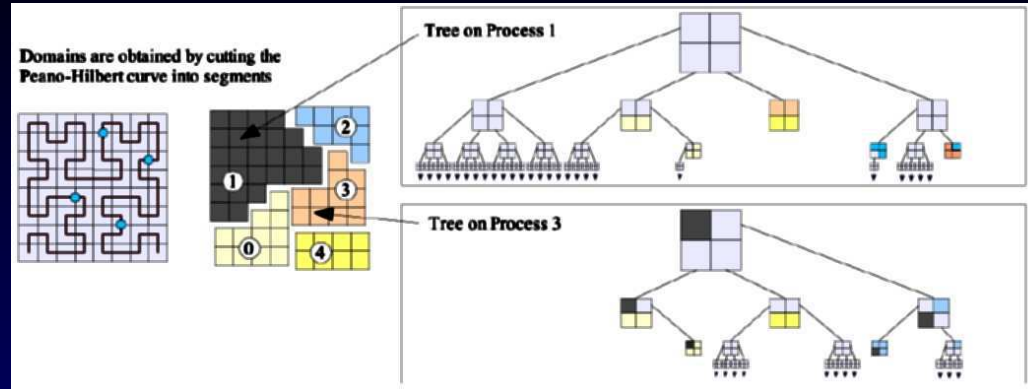 Domains are obtained by cutting the
Peano-Hilbert curve into segments
Tree on Process 1
2
1
3
0
4
Tree on Process 3